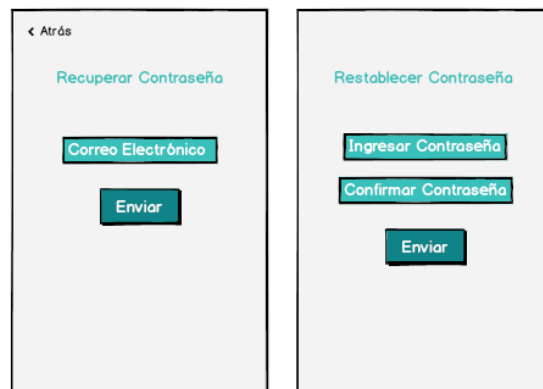 < Atrás
Recuperar Contraseña
Correo Electrónico
Enviar
Restablecer Contraseña
Ingresar Contraseña
Confirmar Contraseña
Enviar